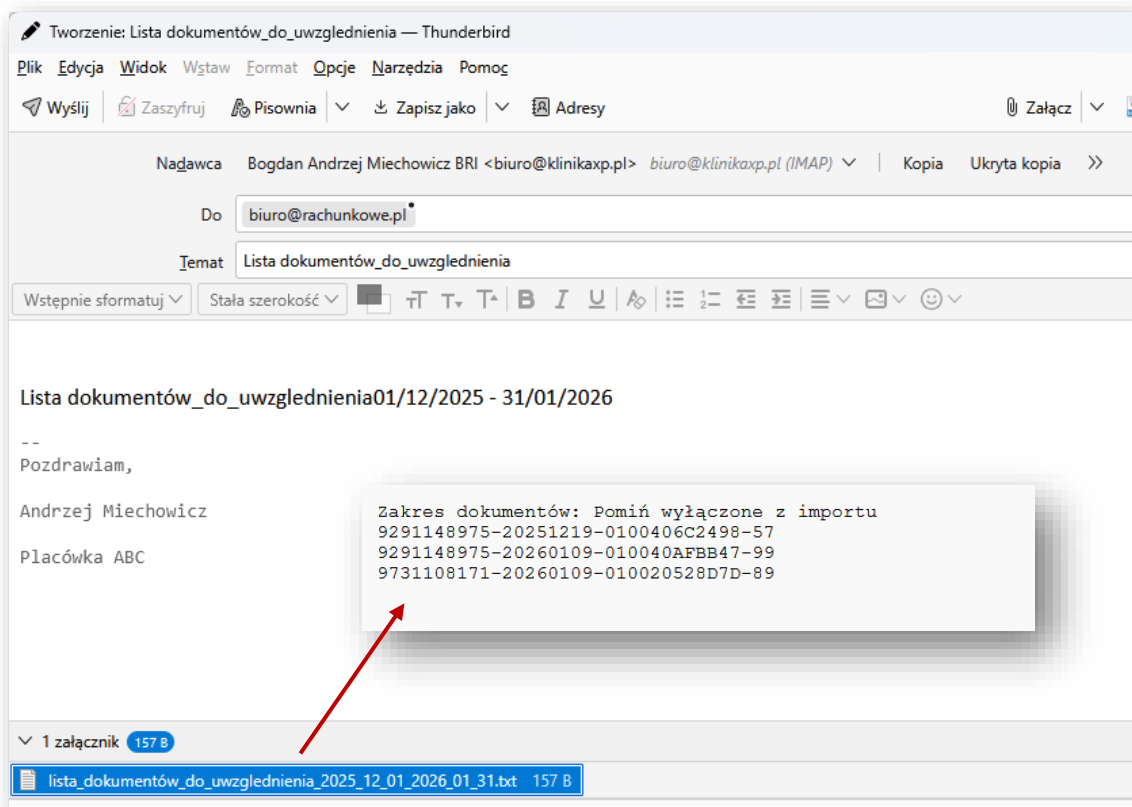 Tworzenie: Lista dokumentów_do_uwzglednienia — Thunderbird
Plik Edycja Widok Wstaw Format Opcje Narzędzia Pomoc
Wyślij Zaszyfruj Pisownia Zapisz jako Adresy Załącz
Nadawca Bogdan Andrzej Miechowicz BRI <biuro@klinikaxp.pl> biuro@klinikaxp.pl (IMAP) Kopia Ukryta kopia
Do biuro@rachunkowe.pl
Temat Lista dokumentów_do_uwzglednienia
Wstępnie sformatuj Stała szerokość
Lista dokumentów_do_uwzglednienia01/12/2025 - 31/01/2026
--
Pozdrawiam,
Andrzej Miechowicz
Placówka ABC
Zakres dokumentów: Pomiń wyłączone z importu
9291148975-20251219-0100406C2498-57
9291148975-20260109-010040AFBB47-99
9731108171-20260109-010020528D7D-89
1 załącznik 157 B
lista_dokumentów_do_uwzglednienia_2025_12_01_2026_01_31.txt 157 B